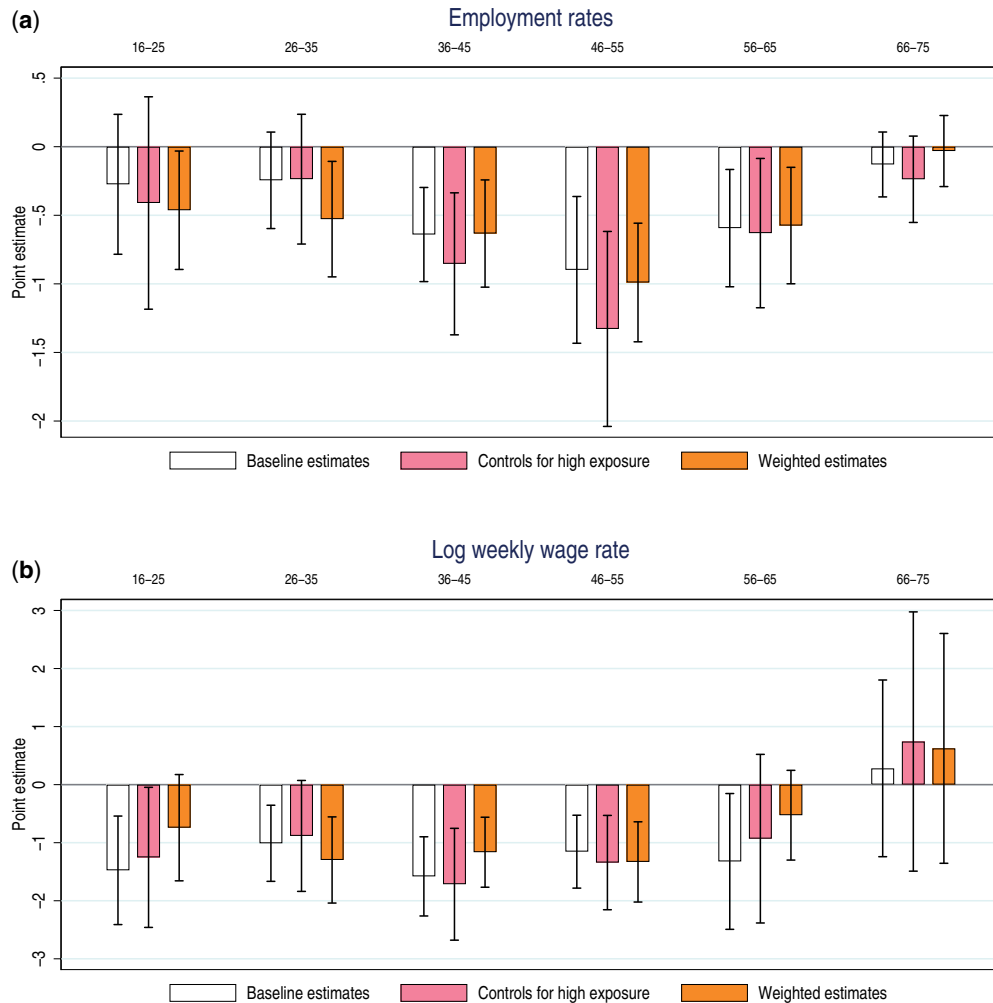 (a)
Employment rates
16–25 26–35 36–45 46–55 56–65 66–75
Point estimate
.5
0
−.5
−1
−1.5
−2
Baseline estimates Controls for high exposure Weighted estimates
(b)
Log weekly wage rate
16–25 26–35 36–45 46–55 56–65 66–75
Point estimate
3
2
1
0
−1
−2
−3
Baseline estimates Controls for high exposure Weighted estimates